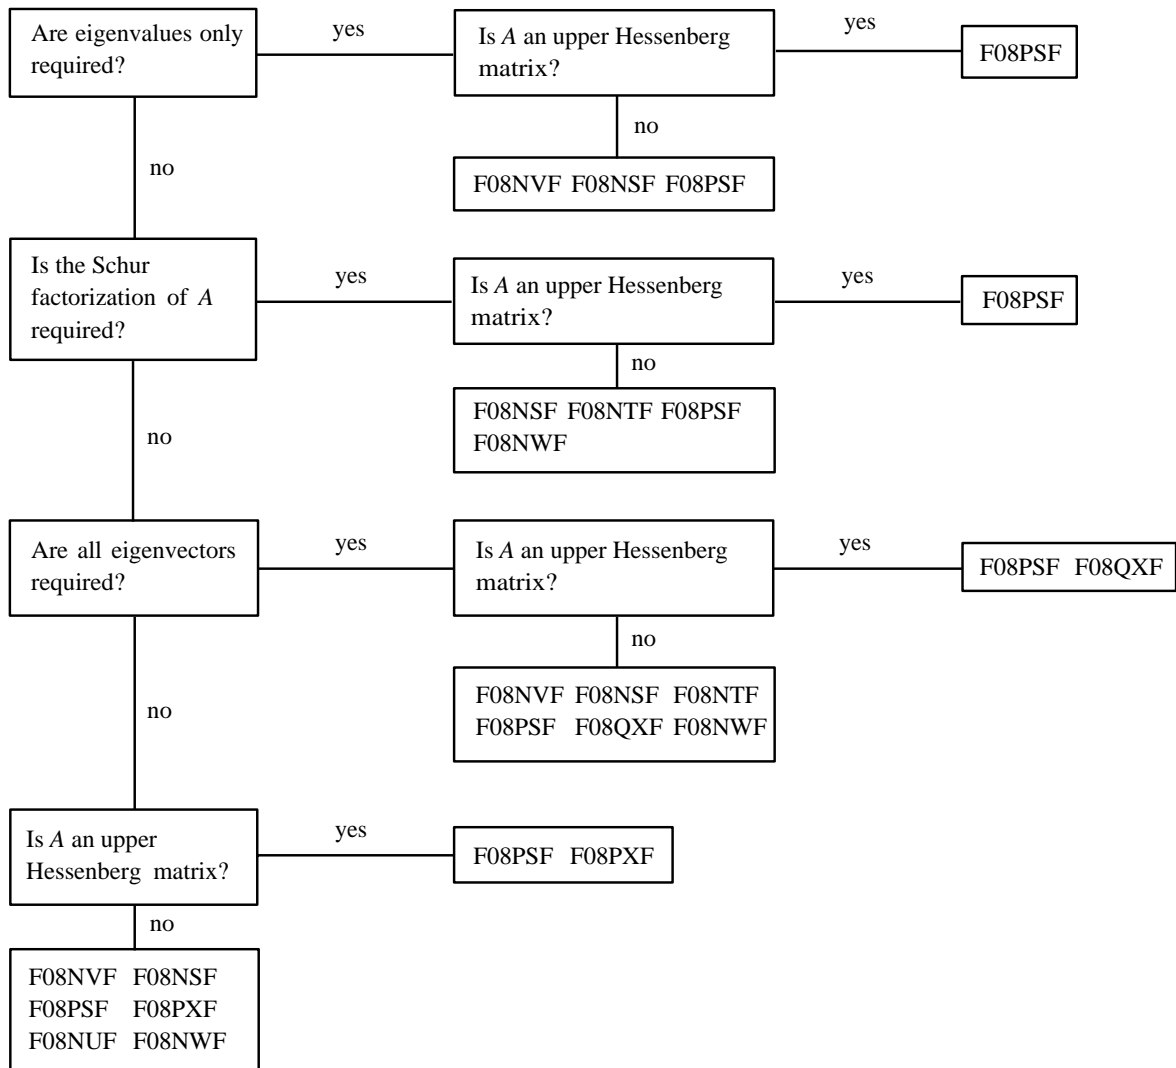 Are eigenvalues only
required?
yes
Is A an upper Hessenberg
matrix?
yes
F08PSF
no
F08NVF F08NSF F08PSF
no
Is the Schur
factorization of A
required?
yes
Is A an upper Hessenberg
matrix?
yes
F08PSF
no
F08NSF F08NTF F08PSF
F08NWF
no
Are all eigenvectors
required?
yes
Is A an upper Hessenberg
matrix?
yes
F08PSF F08QXF
no
F08NVF F08NSF F08NTF
F08PSF F08QXF F08NWF
no
Is A an upper
Hessenberg matrix?
yes
F08PSF F08PXF
no
F08NVF F08NSF
F08PSF F08PXF
F08NUF F08NWF